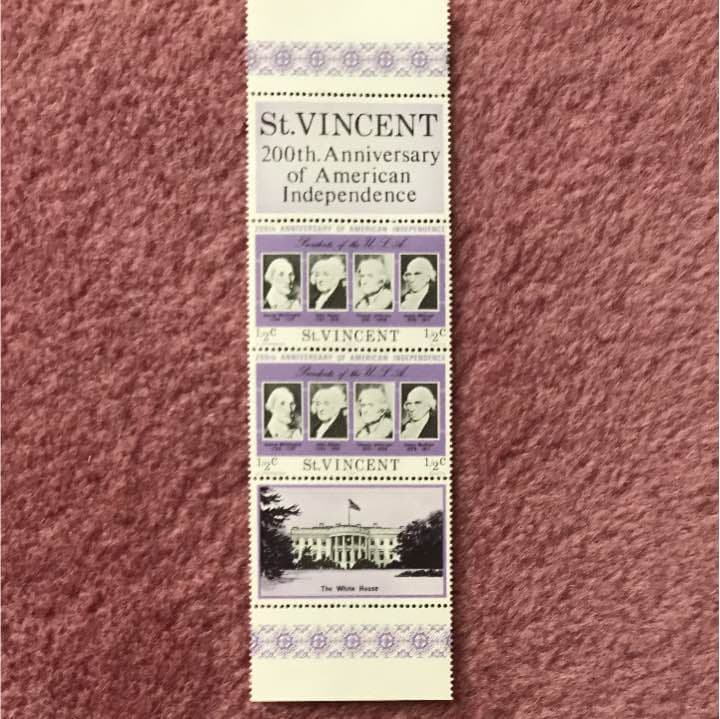 St.VINCENT
200th.Anniversary
of American
Independence
200th ANNIVERSARY OF AMERICAN INDEPENDENCE
Presidents of the U.S.A.
½c St.VINCENT ½c
200th ANNIVERSARY OF AMERICAN INDEPENDENCE
Presidents of the U.S.A.
½c St.VINCENT ½c
The White House